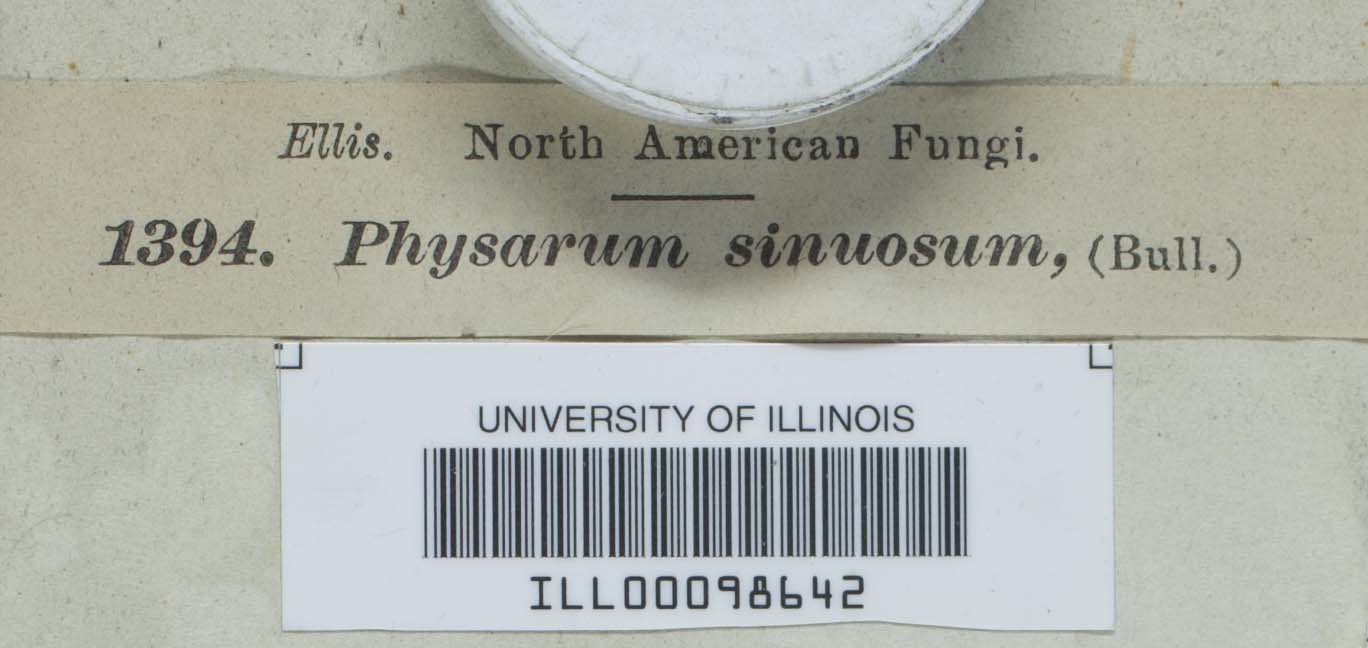 Ellis. North American Fungi.
1394. Physarum sinuosum, (Bull.)
UNIVERSITY OF ILLINOIS
ILL00098642